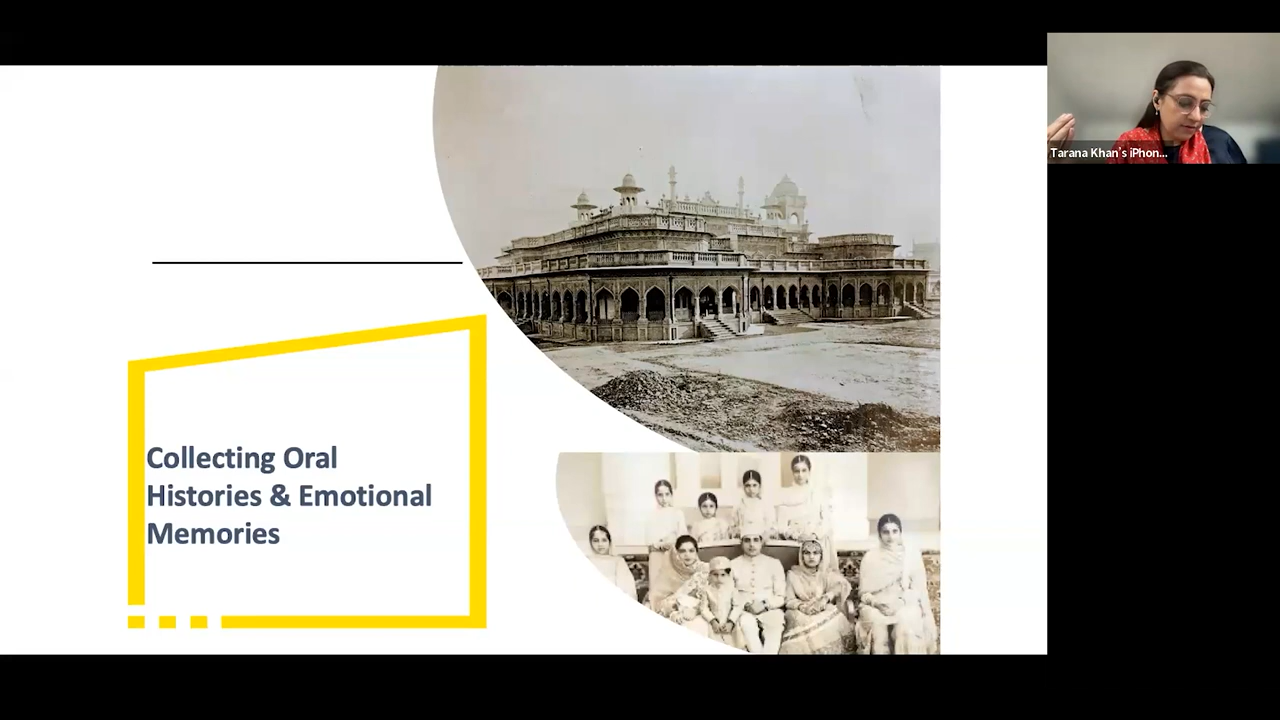 Tarana Khan's iPhon...
Collecting Oral
Histories & Emotional
Memories